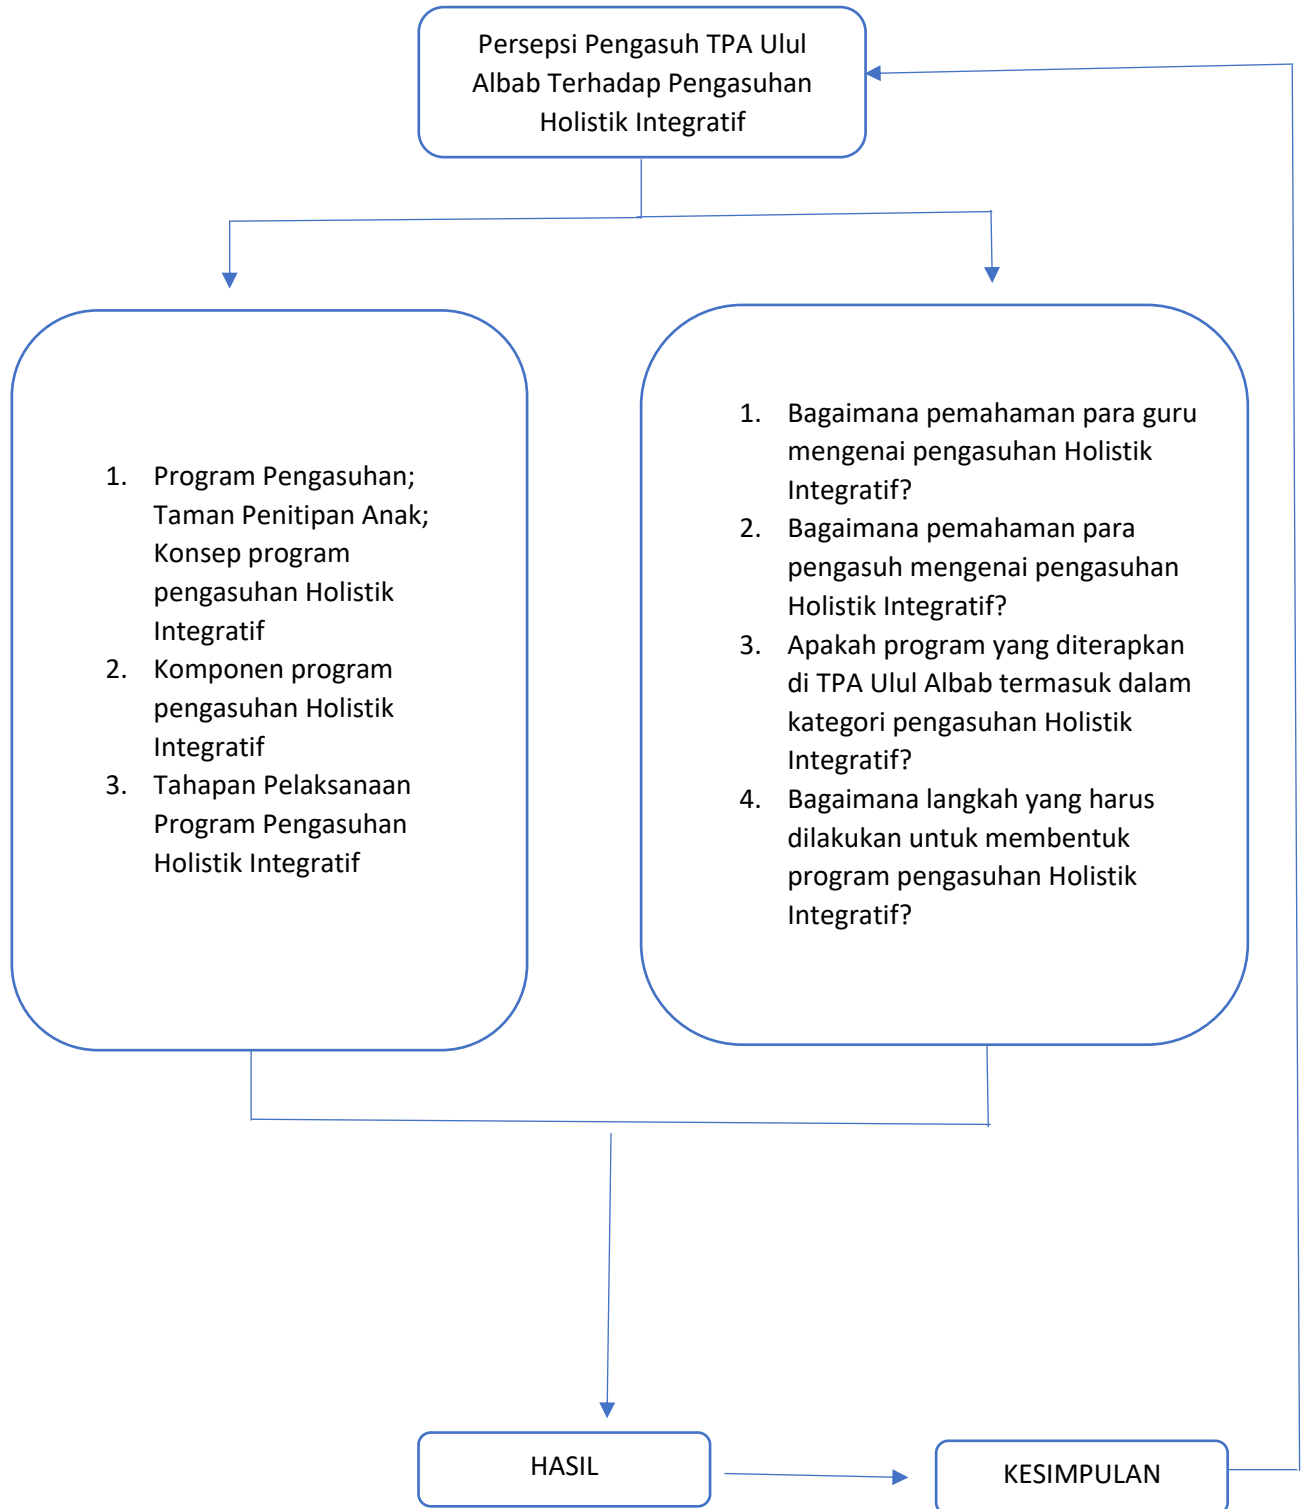 Persepsi Pengasuh TPA Ulul
Albab Terhadap Pengasuhan
Holistik Integratif
1. Program Pengasuhan;
Taman Penitipan Anak;
Konsep program
pengasuhan Holistik
Integratif
2. Komponen program
pengasuhan Holistik
Integratif
3. Tahapan Pelaksanaan
Program Pengasuhan
Holistik Integratif
1. Bagaimana pemahaman para guru
mengenai pengasuhan Holistik
Integratif?
2. Bagaimana pemahaman para
pengasuh mengenai pengasuhan
Holistik Integratif?
3. Apakah program yang diterapkan
di TPA Ulul Albab termasuk dalam
kategori pengasuhan Holistik
Integratif?
4. Bagaimana langkah yang harus
dilakukan untuk membentuk
program pengasuhan Holistik
Integratif?
HASIL
KESIMPULAN